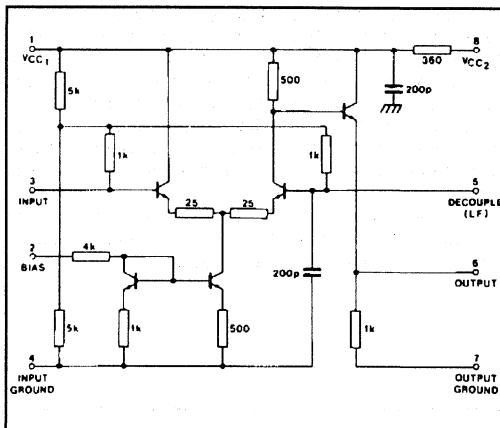 1
VCC1
8
VCC2
360
5k
500
200p
1k
1k
3
INPUT
25
25
5
DECOUPLE
(LF)
2
BIAS
4k
200p
6
OUTPUT
5k
1k
500
1k
4
INPUT
GROUND
7
OUTPUT
GROUND